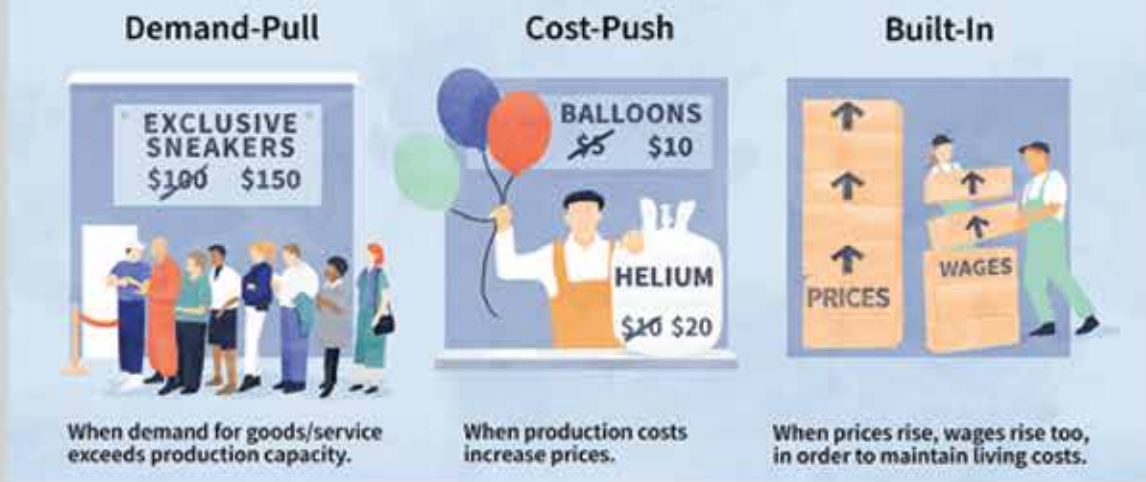 Demand-Pull
EXCLUSIVE
SNEAKERS
$100 $150
When demand for goods/service
exceeds production capacity.
Cost-Push
BALLOONS
$5 $10
HELIUM
$10 $20
When production costs
increase prices.
Built-In
PRICES
WAGES
When prices rise, wages rise too,
in order to maintain living costs.